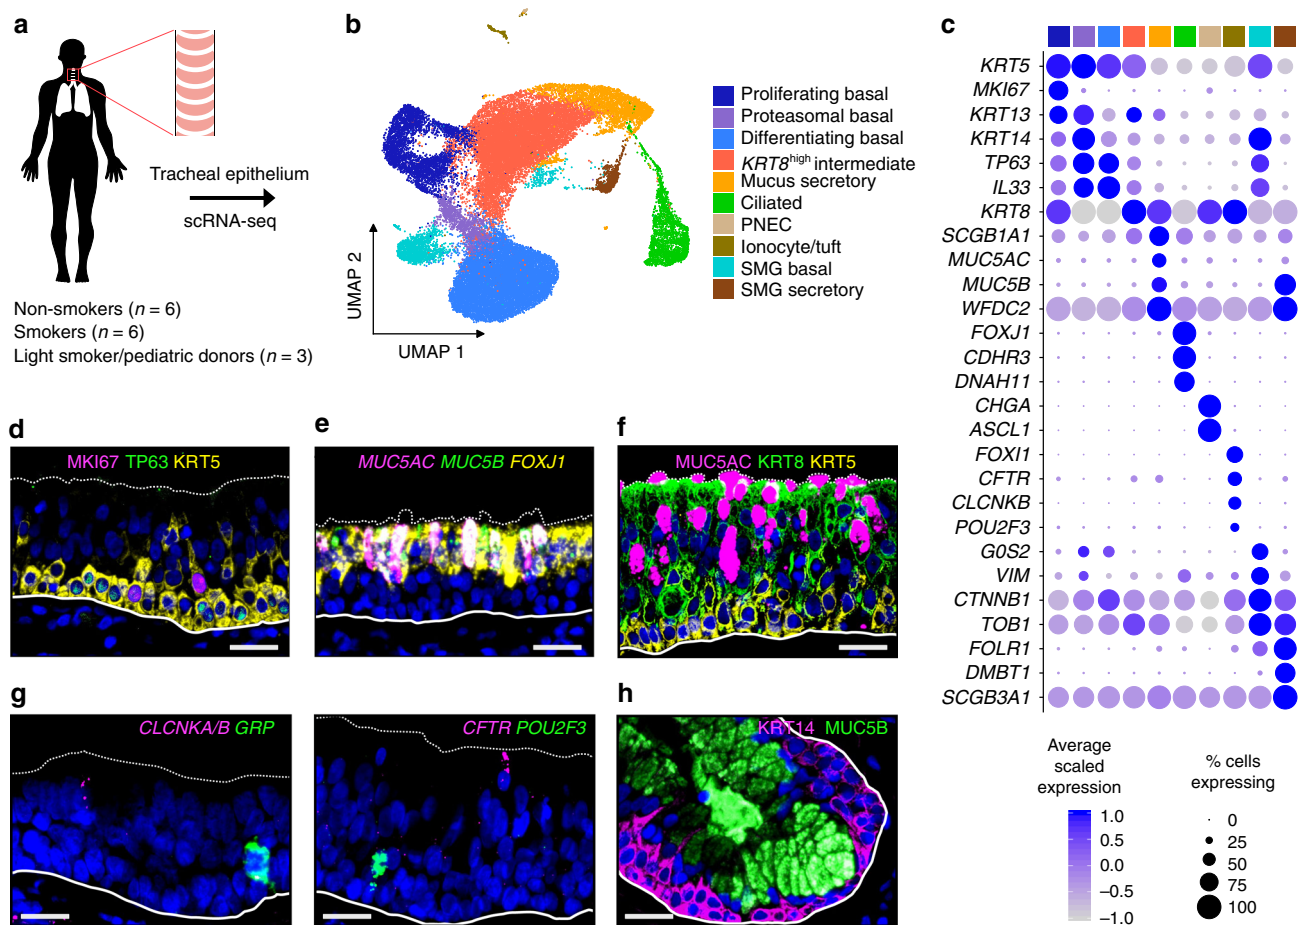 a
Tracheal epithelium
scRNA-seq
Non-smokers (n = 6)
Smokers (n = 6)
Light smoker/pediatric donors (n = 3)
b
UMAP 2
UMAP 1
Proliferating basal
Proteasomal basal
Differentiating basal
KRT8high intermediate
Mucus secretory
Ciliated
PNEC
Ionocyte/tuft
SMG basal
SMG secretory
c
KRT5
MKI67
KRT13
KRT14
TP63
IL33
KRT8
SCGB1A1
MUC5AC
MUC5B
WFDC2
FOXJ1
CDHR3
DNAH11
CHGA
ASCL1
FOXI1
CFTR
CLCNKB
POU2F3
G0S2
VIM
CTNNB1
TOB1
FOLR1
DMBT1
SCGB3A1
Average
scaled
expression
1.0
0.5
0.0
–0.5
–1.0
% cells
expressing
0
25
50
75
100
d
MKI67 TP63 KRT5
e
MUC5AC MUC5B FOXJ1
f
MUC5AC KRT8 KRT5
g
CLCNKA/B GRP
CFTR POU2F3
h
KRT14 MUC5B